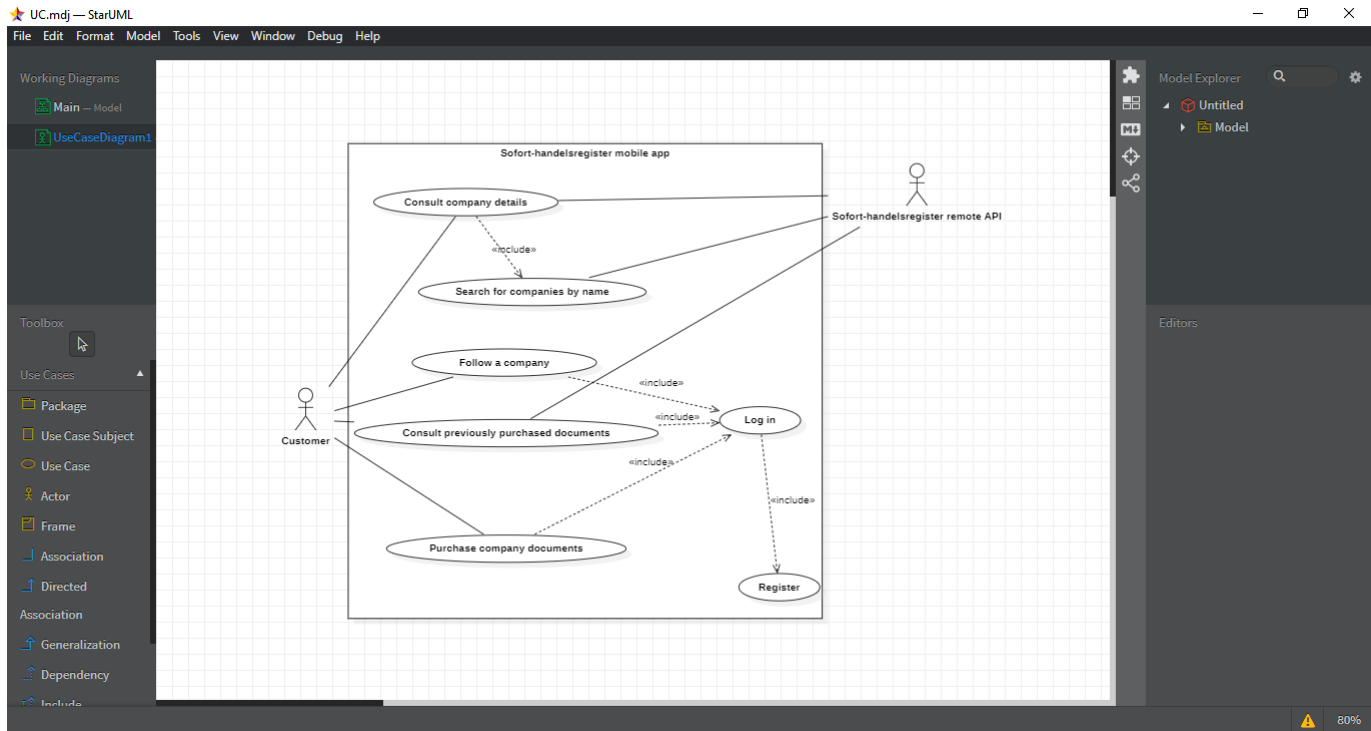 UC.mdj — StarUML
File Edit Format Model Tools View Window Debug Help
Working Diagrams
Main — Model
UseCaseDiagram1
Toolbox
Use Cases
Package
Use Case Subject
Use Case
Actor
Frame
Association
Directed
Association
Generalization
Dependency
Include
Sofort-handelsregister mobile app
Consult company details
Sofort-handelsregister remote API
«include»
Search for companies by name
Follow a company
«include»
«include»
Log in
Consult previously purchased documents
Customer
«include»
«include»
Purchase company documents
Register
M
Model Explorer
Untitled
Model
Editors
80%